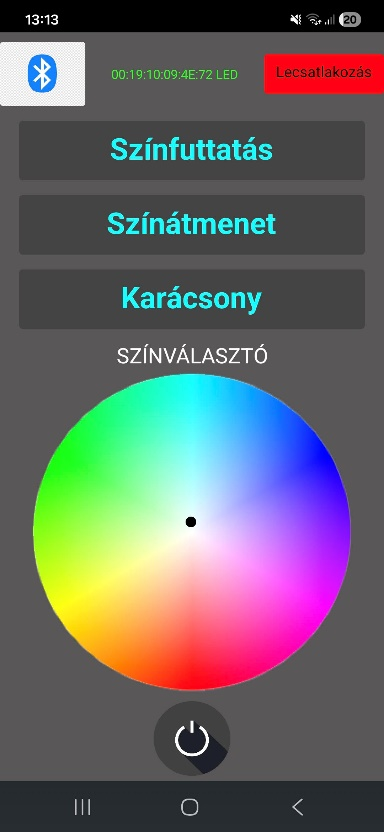 13:13
20
00:19:10:09:4E:72 LED
Lecsatlakozás
Színfuttatás
Színátmenet
Karácsony
SZÍNVÁLASZTÓ